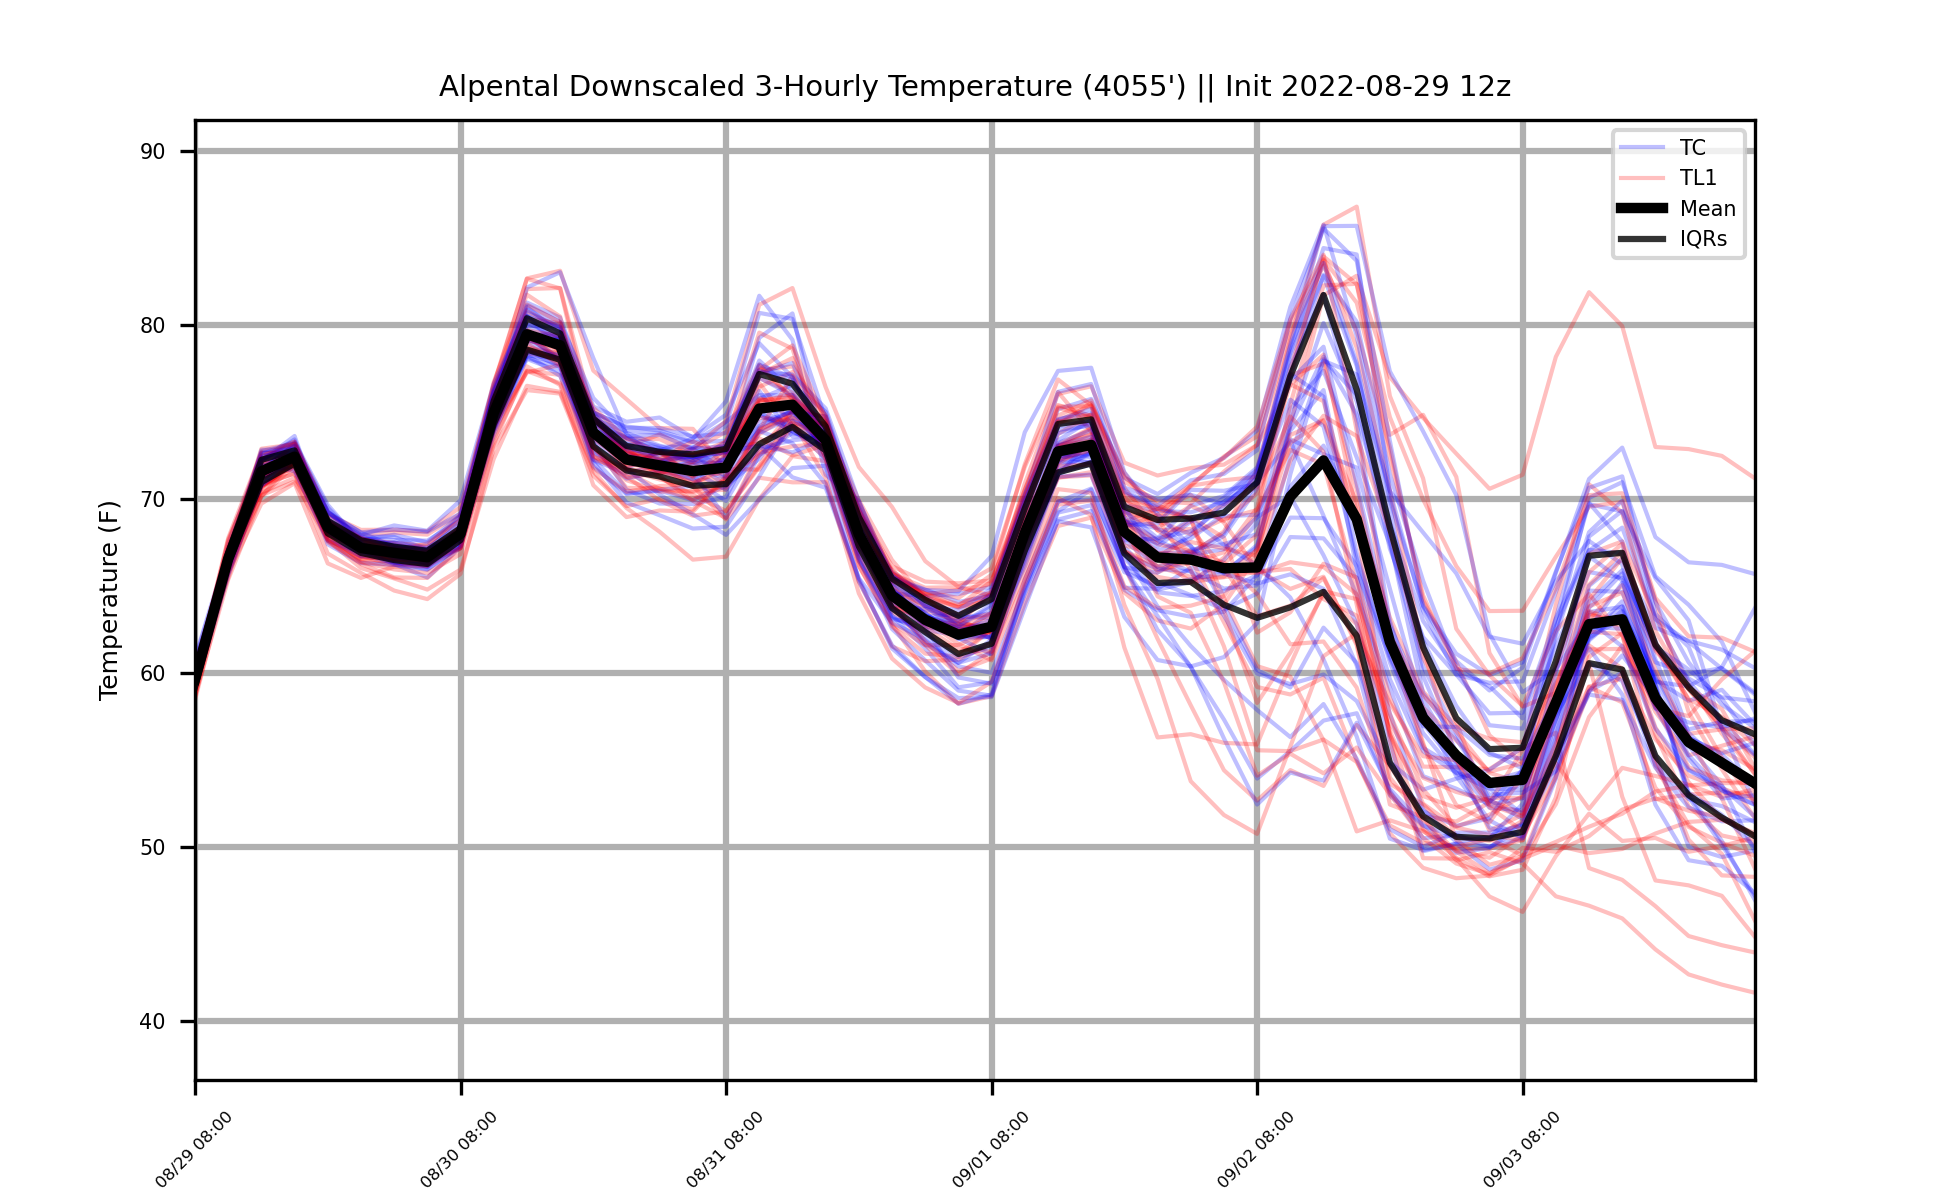 Alpental Downscaled 3-Hourly Temperature (4055') || Init 2022-08-29 12z
TC
TL1
Mean
IQRs
Temperature (F)
90
80
70
60
50
40
08/29 08:00
08/30 08:00
08/31 08:00
09/01 08:00
09/02 08:00
09/03 08:00